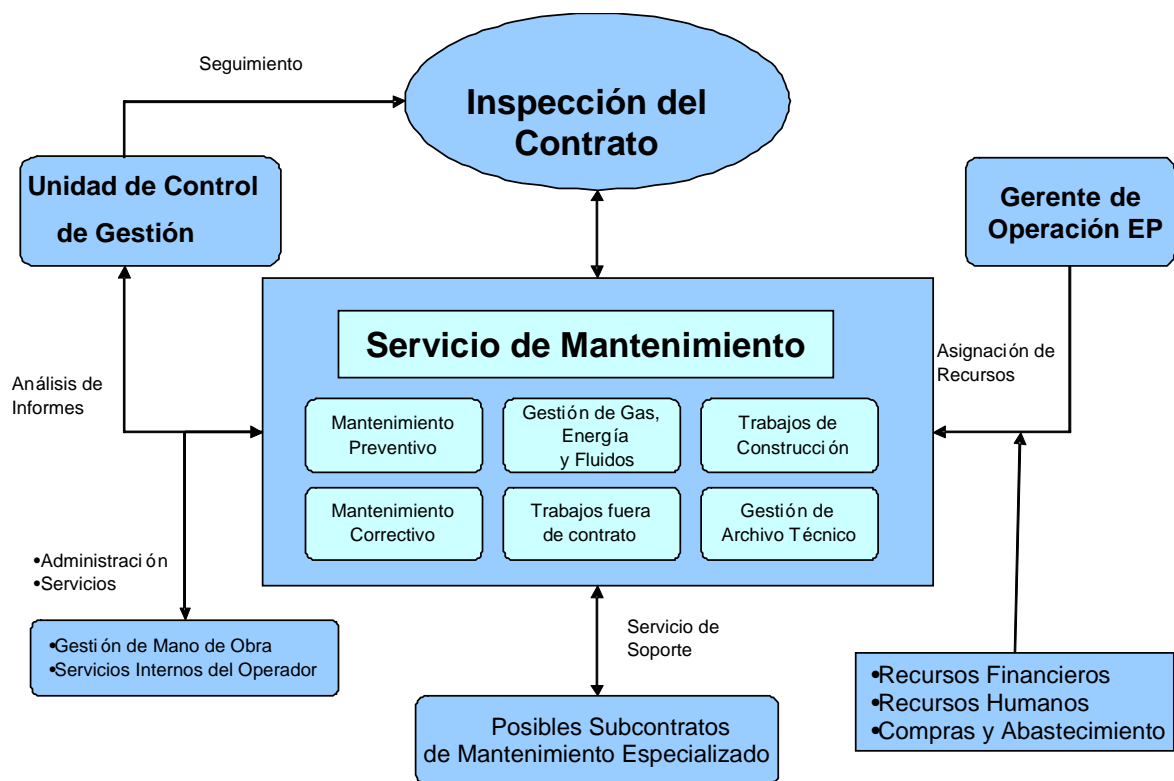 Seguimiento
Inspección del
Contrato
Unidad de Control
de Gestión
Gerente de
Operación EP
Servicio de Mantenimiento
Asignación de
Recursos
Análisis de
Informes
Mantenimiento
Preventivo
Gestión de Gas,
Energía
y Fluidos
Trabajos de
Construcción
Mantenimiento
Correctivo
Trabajos fuera
de contrato
Gestión de
Archivo Técnico
•Administración
•Servicios
•Gestión de Mano de Obra
•Servicios Internos del Operador
Servicio de
Soporte
Posibles Subcontratos
de Mantenimiento Especializado
•Recursos Financieros
•Recursos Humanos
•Compras y Abastecimiento